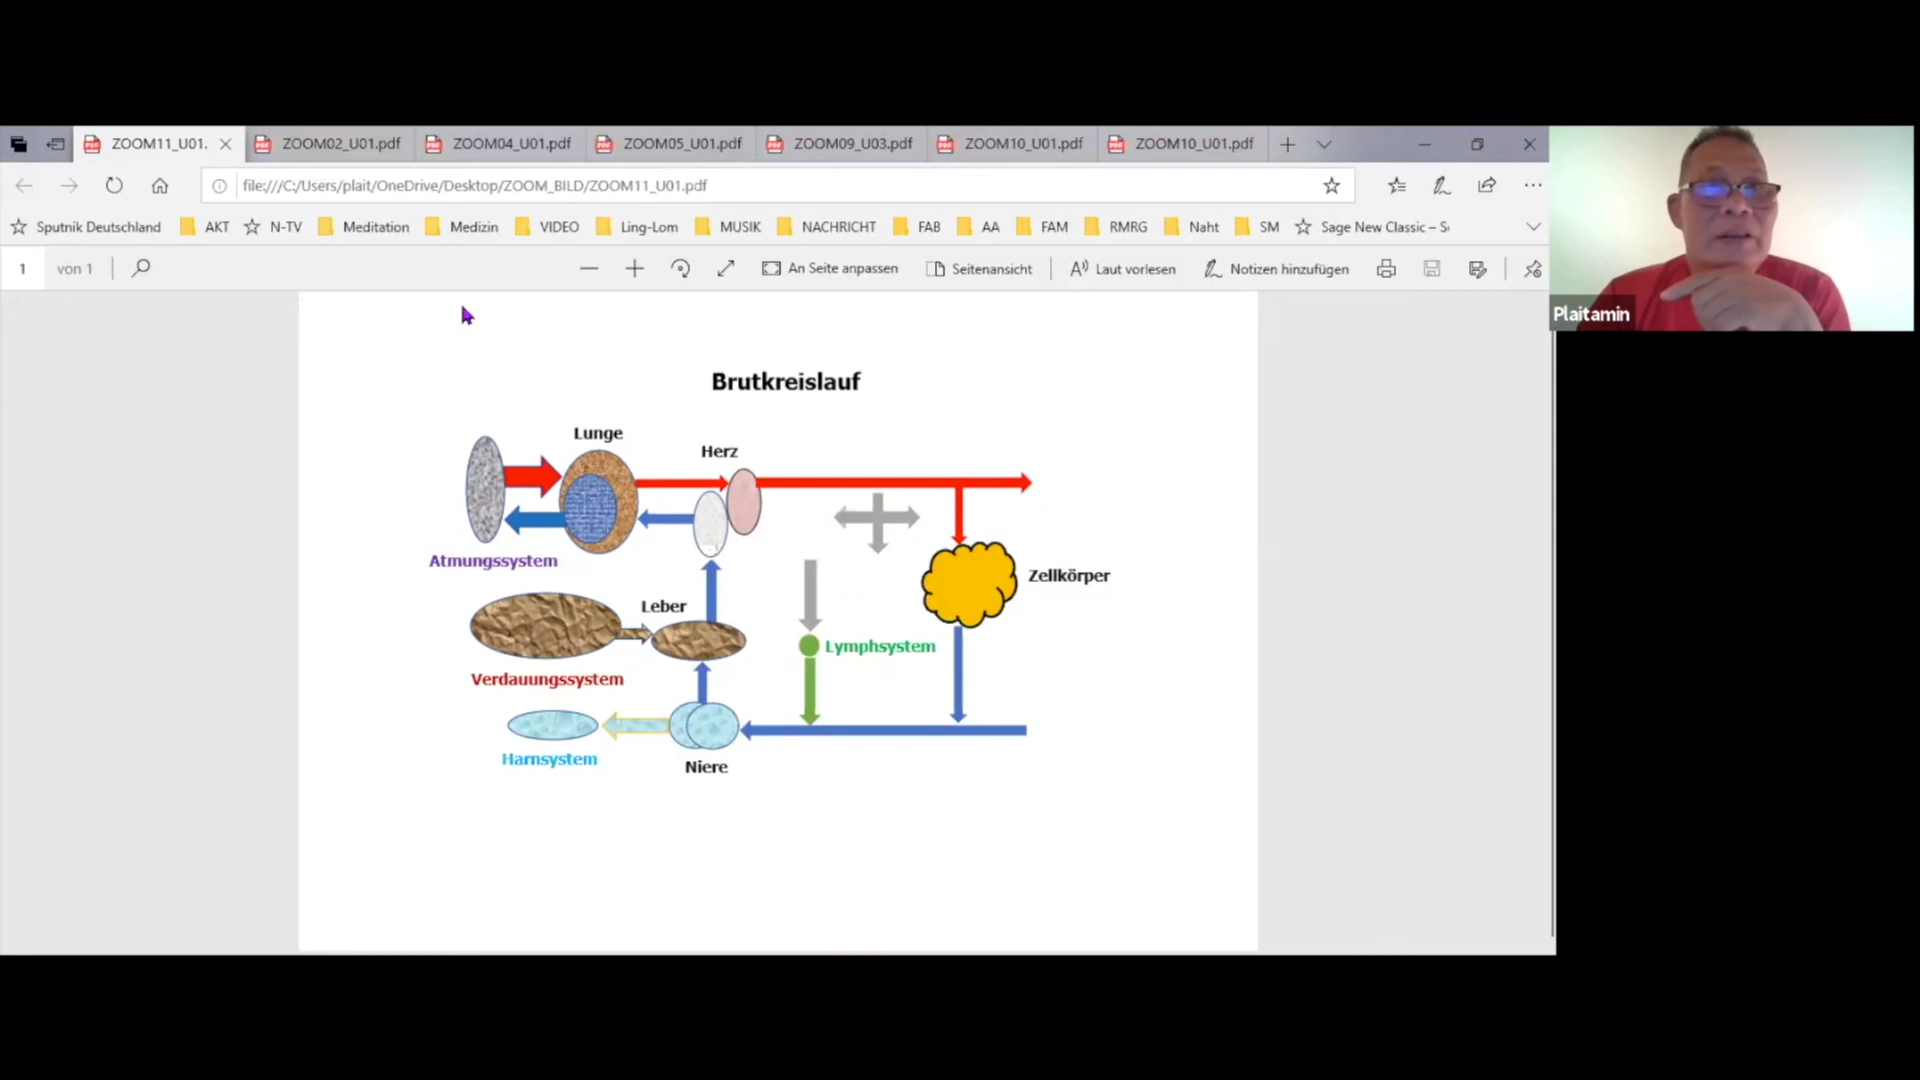 ZOOM11_U01.
ZOOM02_U01.pdf
ZOOM04_U01.pdf
ZOOM05_U01.pdf
ZOOM09_U03.pdf
ZOOM10_U01.pdf
ZOOM10_U01.pdf
file:///C:/Users/plait/OneDrive/Desktop/ZOOM_BILD/ZOOM11_U01.pdf
Sputnik Deutschland AKT N-TV Meditation Medizin VIDEO Ling-Lom MUSIK NACHRICHT FAB AA FAM RMRG Naht SM Sage New Classic – S
1 von 1 An Seite anpassen Seitenansicht Laut vorlesen Notizen hinzufügen
Plaitamin
Brutkreislauf
Lunge
Herz
Atmungssystem
Zellkörper
Leber
Lymphsystem
Verdauungssystem
Harnsystem
Niere